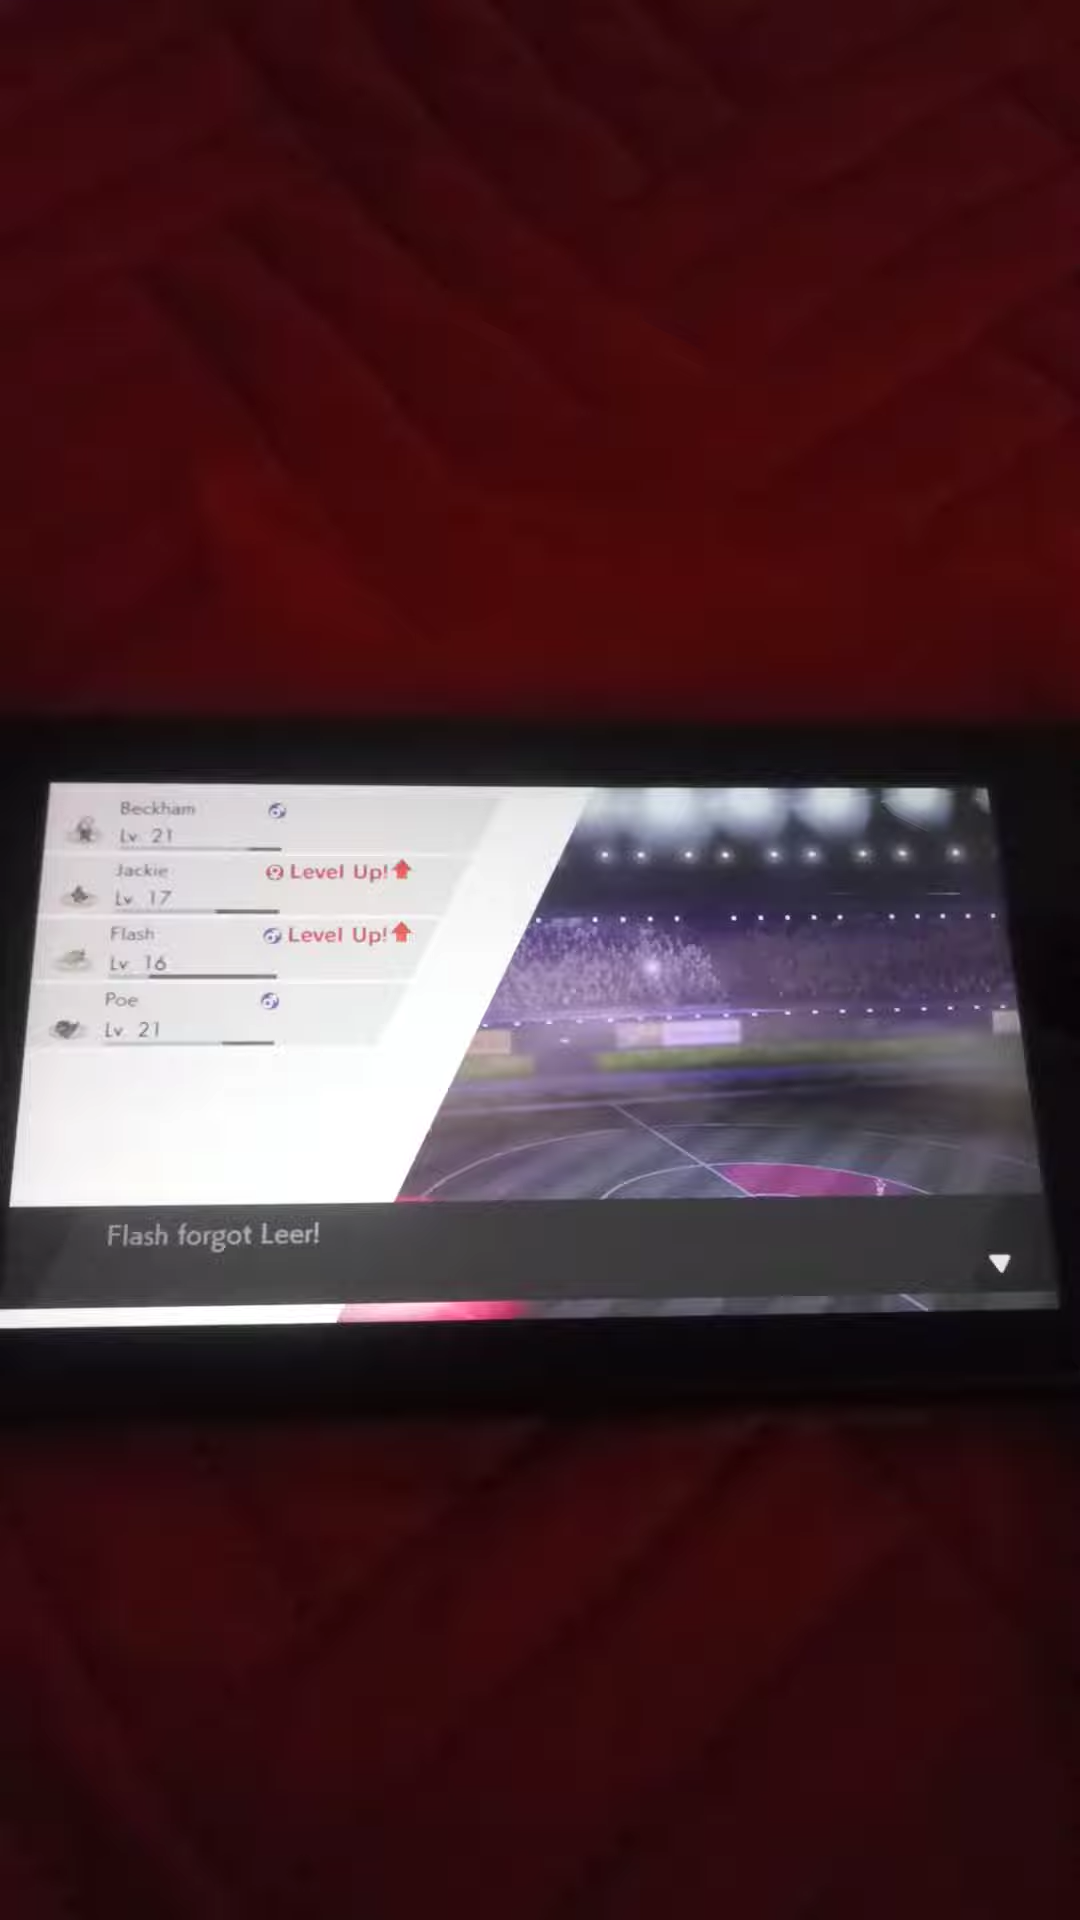 Beckham
Lv. 21
Jackie
Level Up!
Lv. 17
Flash
Level Up!
Lv. 16
Poe
Lv. 21
Flash forgot Leer!